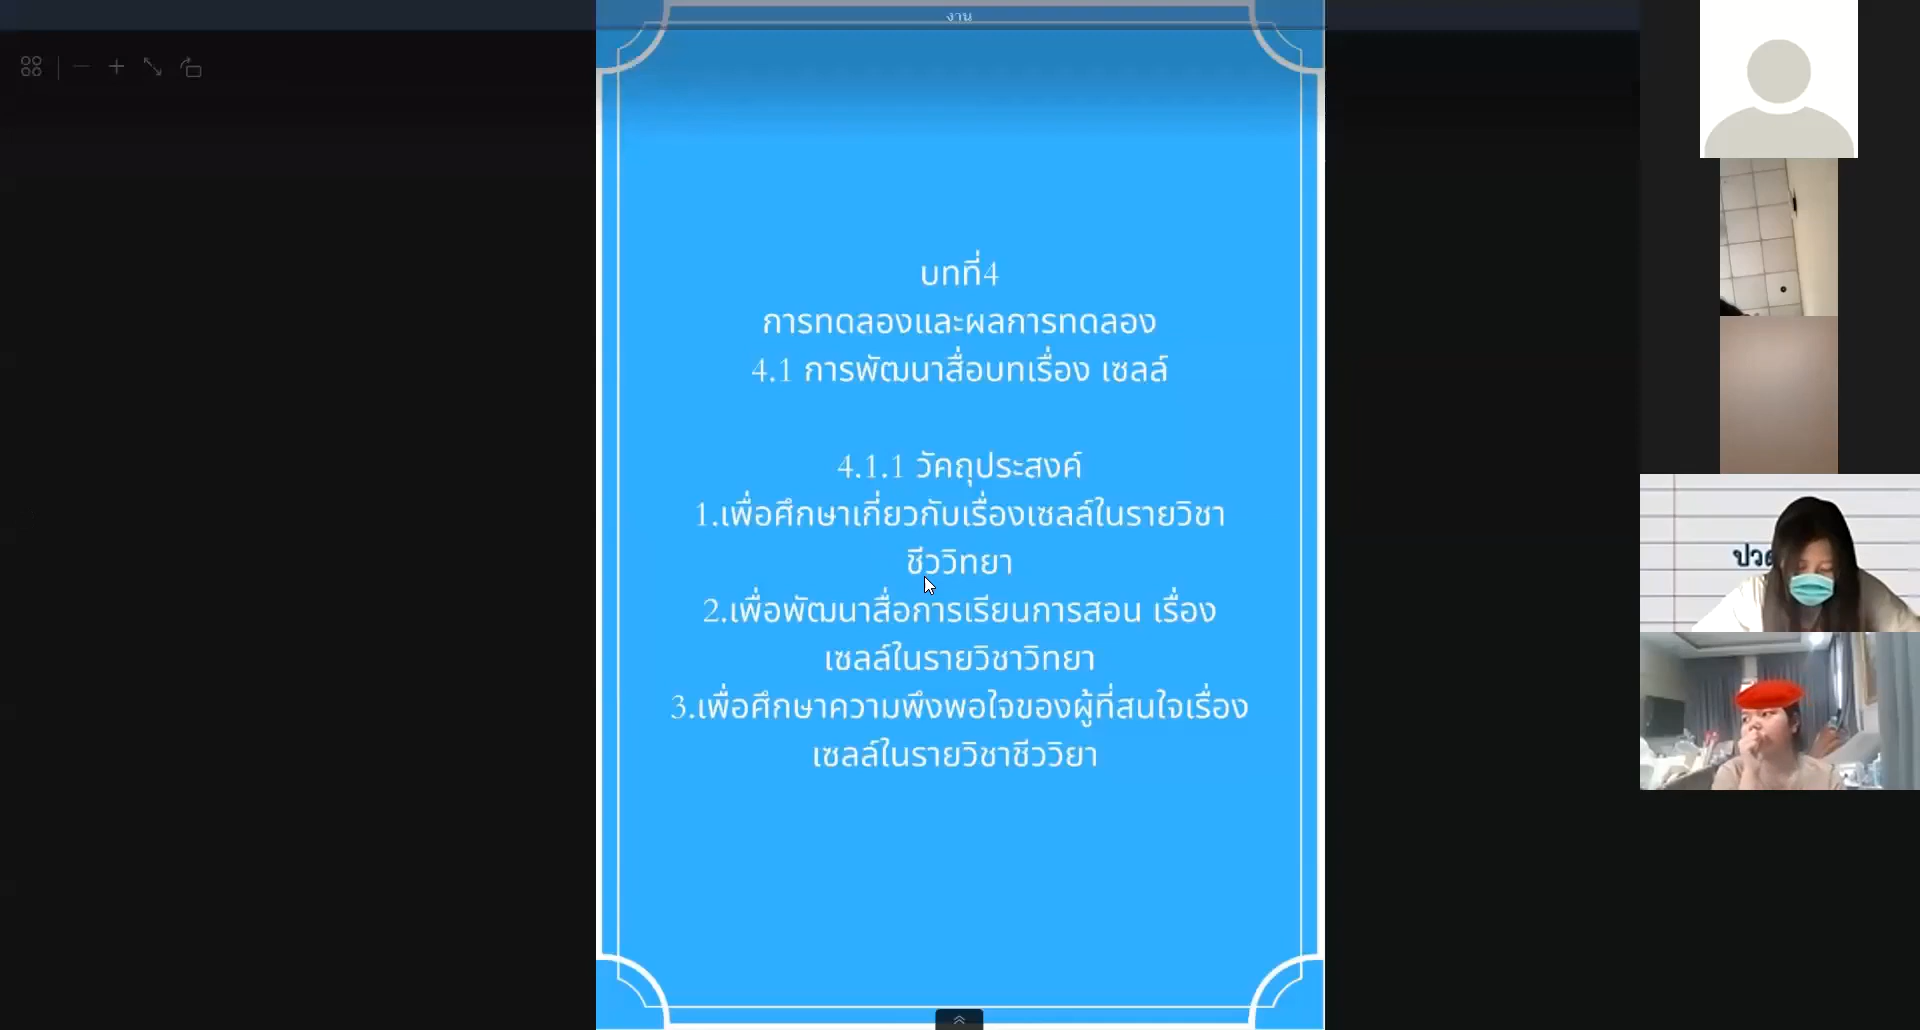 งาน
บทที่4
การทดลองและผลการทดลอง
4.1 การพัฒนาสื่อบทเรื่อง เซลล์
4.1.1 วัคถุประสงค์
1.เพื่อศึกษาเกี่ยวกับเรื่องเซลล์ในรายวิชา
ชีววิทยา
2.เพื่อพัฒนาสื่อการเรียนการสอน เรื่อง
เซลล์ในรายวิชาวิทยา
3.เพื่อศึกษาความพึงพอใจของผู้ที่สนใจเรื่อง
เซลล์ในรายวิชาชีววิยา